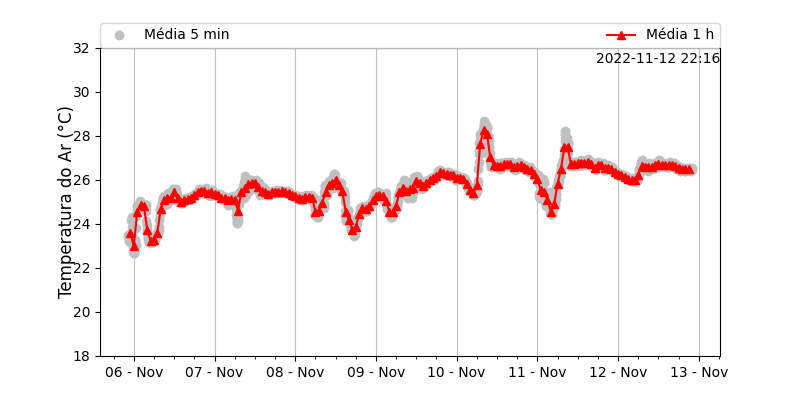 Média 5 min
Média 1 h
2022-11-12 22:16
Temperatura do Ar (°C)
32
30
28
26
24
22
20
18
06 - Nov
07 - Nov
08 - Nov
09 - Nov
10 - Nov
11 - Nov
12 - Nov
13 - Nov